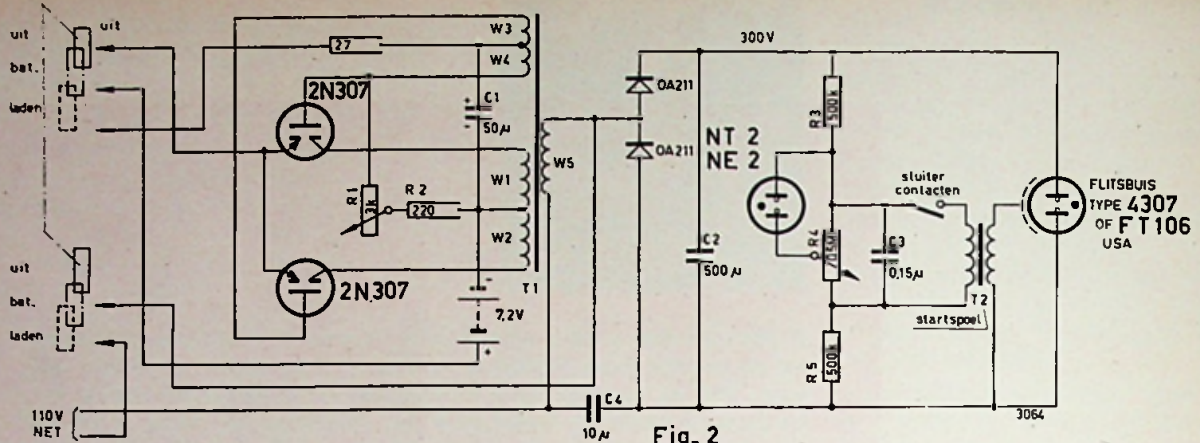 uit
uit
bat.
laden
27
W3
W4
2N307
C1
50µ
R1
3k
R2
220
W1
W2
W5
T1
2N307
7,2V
uit
bat.
laden
110V
NET
C4
10µ
Fig. 2
OA211
OA211
300V
C2
500µ
NT 2
NE 2
R3
500k
R4
C3
0,15µ
R5
500k
sluiter
contacten
T2
startspoel
FLITSBUIS
TYPE 4307
OF FT106
USA
3064